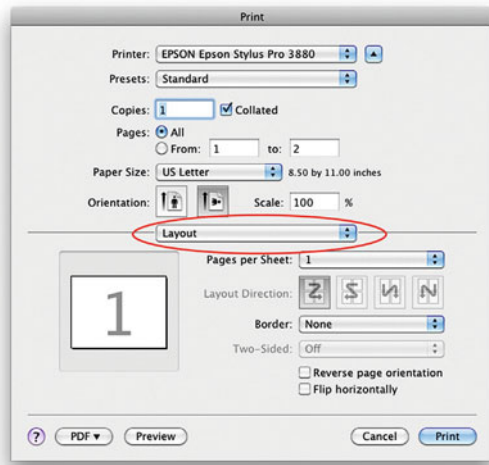 Print
Printer: EPSON Epson Stylus Pro 3880
Presets: Standard
Copies: 1 Collated
Pages: All
From: 1 to: 2
Paper Size: US Letter 8.50 by 11.00 inches
Orientation: Scale: 100 %
Layout
Pages per Sheet: 1
1
Layout Direction:
Border: None
Two-Sided: Off
Reverse page orientation
Flip horizontally
? PDF Preview Cancel Print